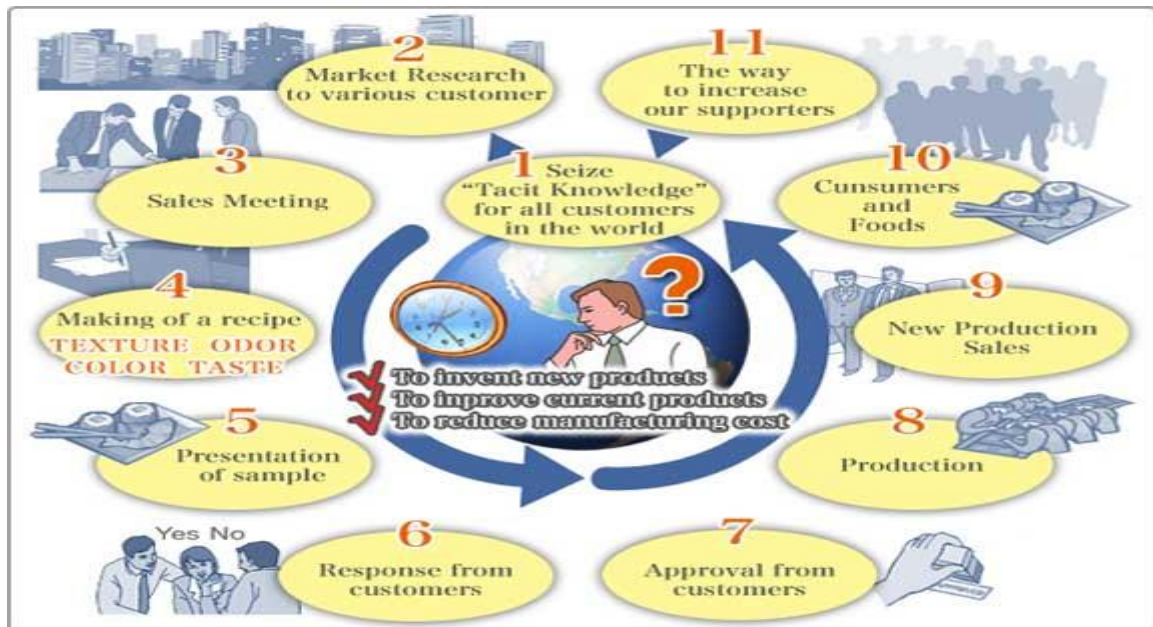 1 Seize
"Tacit Knowledge"
for all customers
in the world
2
Market Research
to various customer
3
Sales Meeting
4
Making of a recipe
TEXTURE ODOR
COLOR TASTE
5
Presentation
of sample
Yes No
6
Response from
customers
7
Approval from
customers
8
Production
9
New Production
Sales
10
Cunsumers
and
Foods
11
The way
to increase
our supporters
?
To invent new products
To inprove current products
To reduce manufacturing cost